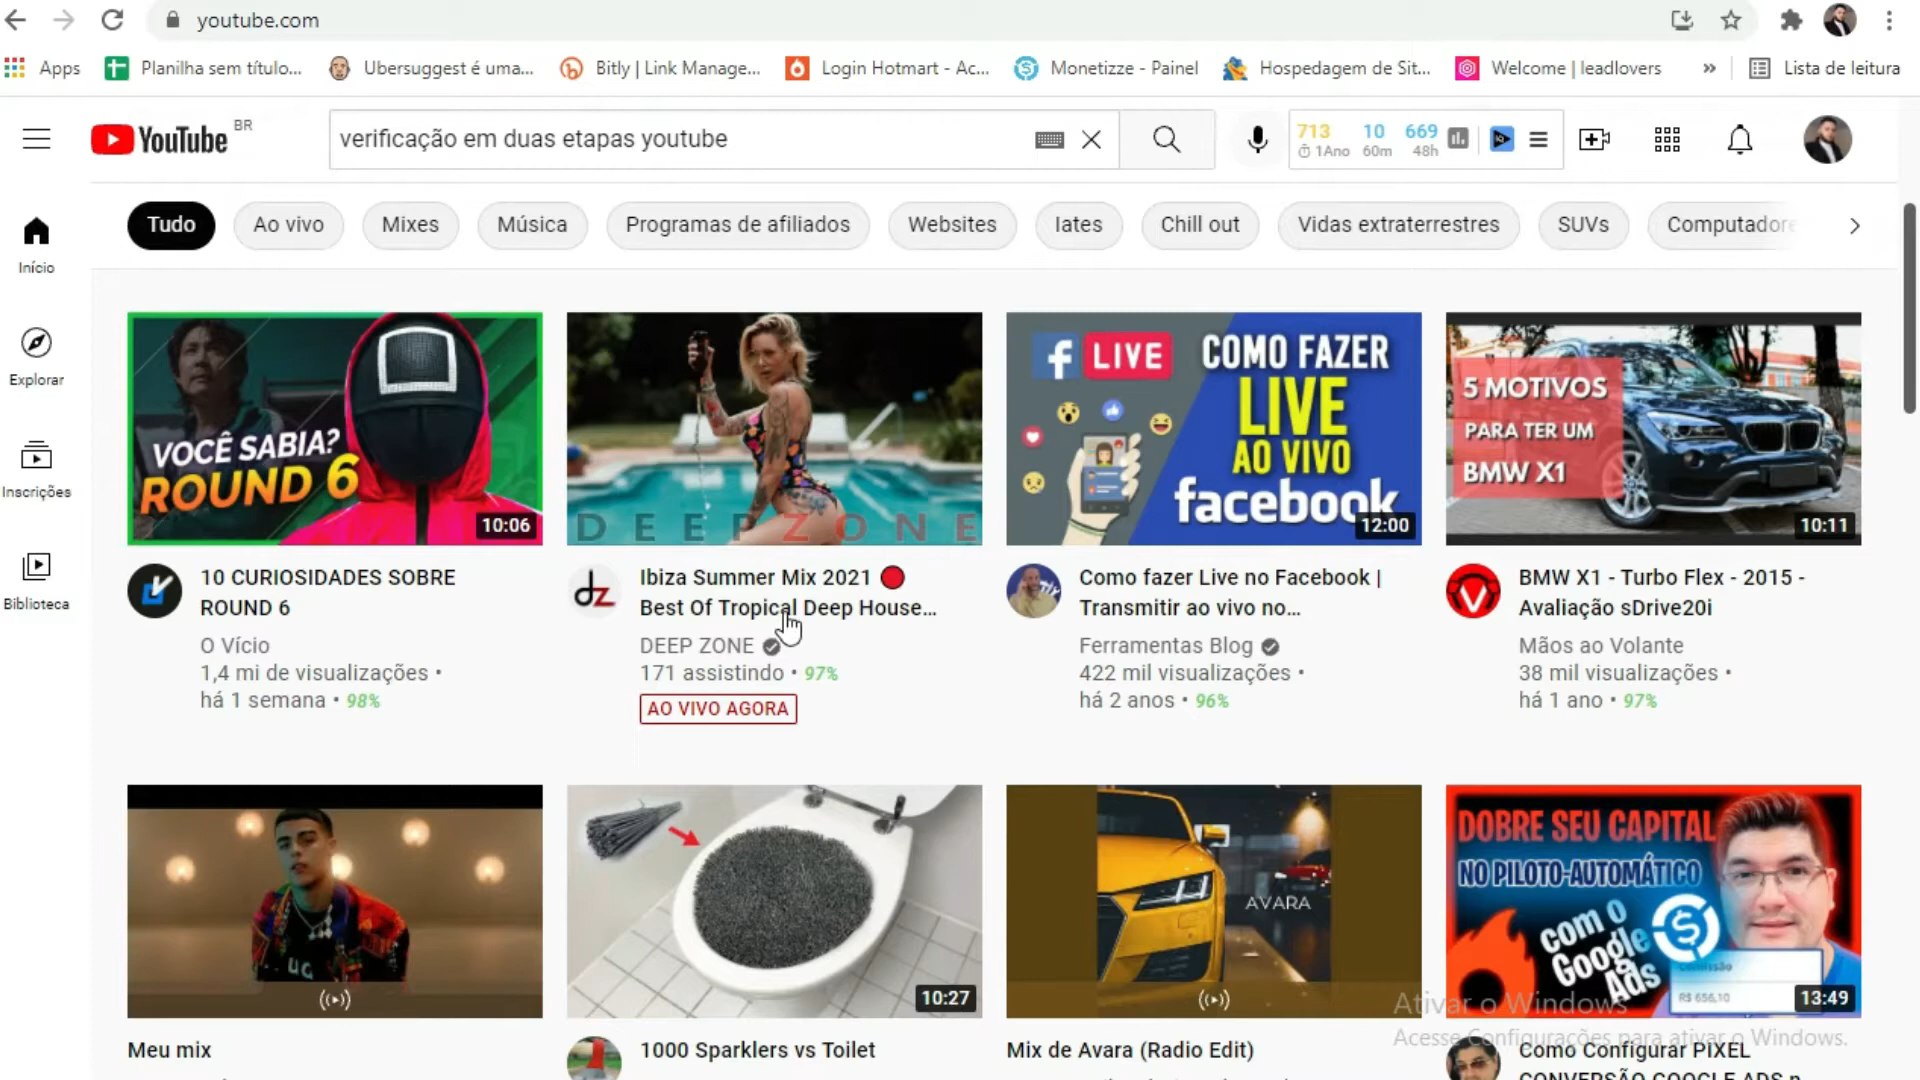 youtube.com
Apps
Planilha sem título...
Ubersuggest é uma...
Bitly | Link Manage...
Login Hotmart - Ac...
Monetizze - Painel
Hospedagem de Sit...
Welcome | leadlovers
»
Lista de leitura
YouTube BR
verificação em duas etapas youtube
713 10 669
1Ano 60m 48h
Tudo
Ao vivo
Mixes
Música
Programas de afiliados
Websites
Iates
Chill out
Vidas extraterrestres
SUVs
Computadore
Início
Explorar
Inscrições
Biblioteca
VOCÊ SABIA?
ROUND 6
10:06
10 CURIOSIDADES SOBRE
ROUND 6
O Vício
1,4 mi de visualizações •
há 1 semana • 98%
DEEPZONE
Ibiza Summer Mix 2021
Best Of Tropical Deep House...
DEEP ZONE
171 assistindo • 97%
AO VIVO AGORA
f LIVE
COMO FAZER
LIVE
AO VIVO
facebook
12:00
Como fazer Live no Facebook |
Transmitir ao vivo no...
Ferramentas Blog
422 mil visualizações •
há 2 anos • 96%
5 MOTIVOS
PARA TER UM
BMW X1
10:11
BMW X1 - Turbo Flex - 2015 -
Avaliação sDrive20i
Mãos ao Volante
38 mil visualizações •
há 1 ano • 97%
Meu mix
10:27
1000 Sparklers vs Toilet
AVARA
Mix de Avara (Radio Edit)
DOBRE SEU CAPITAL
NO PILOTO-AUTOMÁTICO
com o
Google
Ads
R$ 656,10
13:49
Como Configurar PIXEL
CONVERSÃO GOOGLE ADS
Ativar o Windows
Acesse Configurações para ativar o Windows.